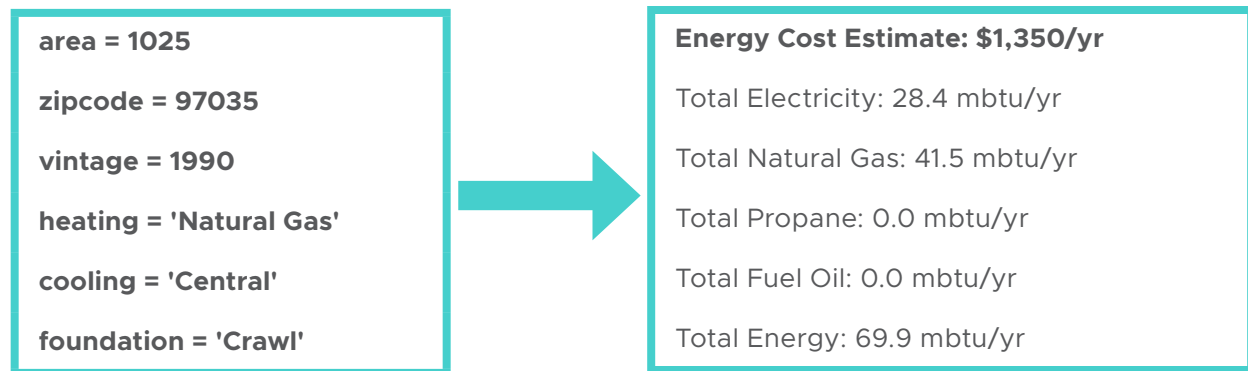 area = 1025
zipcode = 97035
vintage = 1990
heating = 'Natural Gas'
cooling = 'Central'
foundation = 'Crawl'
Energy Cost Estimate: $1,350/yr
Total Electricity: 28.4 mbtu/yr
Total Natural Gas: 41.5 mbtu/yr
Total Propane: 0.0 mbtu/yr
Total Fuel Oil: 0.0 mbtu/yr
Total Energy: 69.9 mbtu/yr